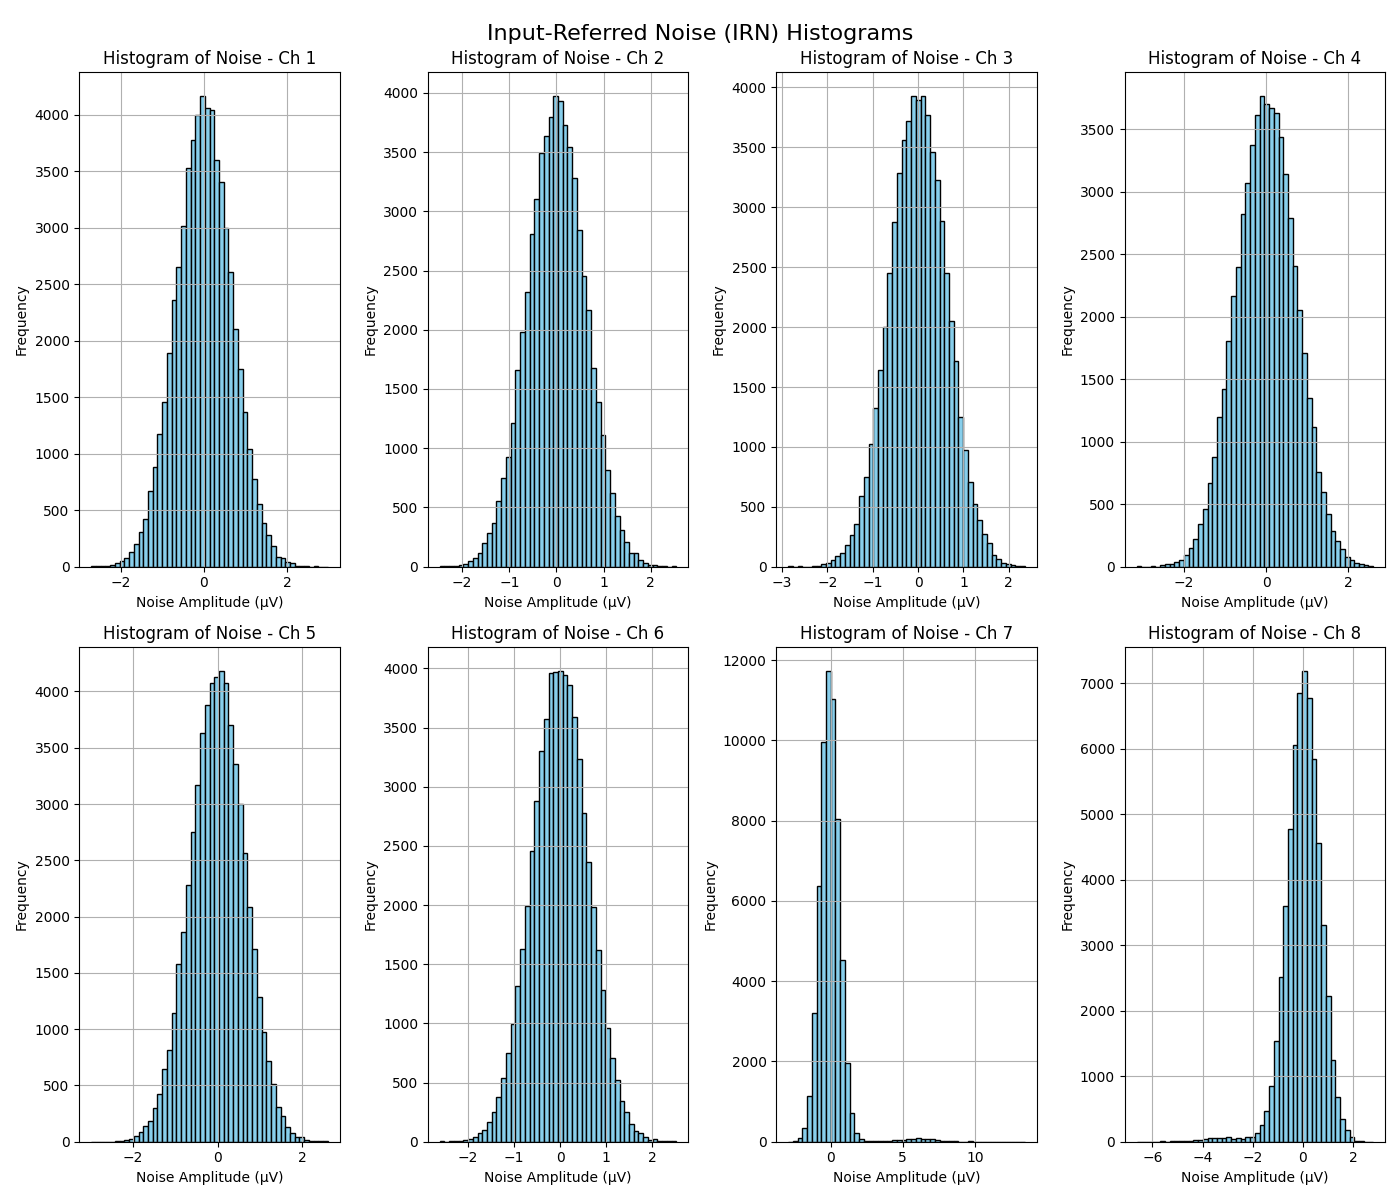 Input-Referred Noise (IRN) Histograms
Histogram of Noise - Ch 1
Frequency
4000
3500
3000
2500
2000
1500
1000
500
0
−2 0 2
Noise Amplitude (µV)
Histogram of Noise - Ch 2
Frequency
4000
3500
3000
2500
2000
1500
1000
500
0
−2 −1 0 1 2
Noise Amplitude (µV)
Histogram of Noise - Ch 3
Frequency
4000
3500
3000
2500
2000
1500
1000
500
0
−3 −2 −1 0 1 2
Noise Amplitude (µV)
Histogram of Noise - Ch 4
Frequency
3500
3000
2500
2000
1500
1000
500
0
−2 0 2
Noise Amplitude (µV)
Histogram of Noise - Ch 5
Frequency
4000
3500
3000
2500
2000
1500
1000
500
0
−2 0 2
Noise Amplitude (µV)
Histogram of Noise - Ch 6
Frequency
4000
3500
3000
2500
2000
1500
1000
500
0
−2 −1 0 1 2
Noise Amplitude (µV)
Histogram of Noise - Ch 7
Frequency
12000
10000
8000
6000
4000
2000
0
0 5 10
Noise Amplitude (µV)
Histogram of Noise - Ch 8
Frequency
7000
6000
5000
4000
3000
2000
1000
0
−6 −4 −2 0 2
Noise Amplitude (µV)